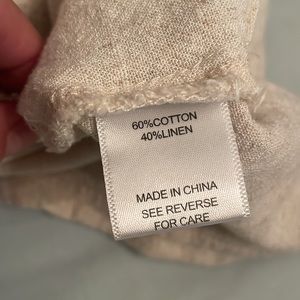 60%COTTON
40%LINEN
MADE IN CHINA
SEE REVERSE
FOR CARE